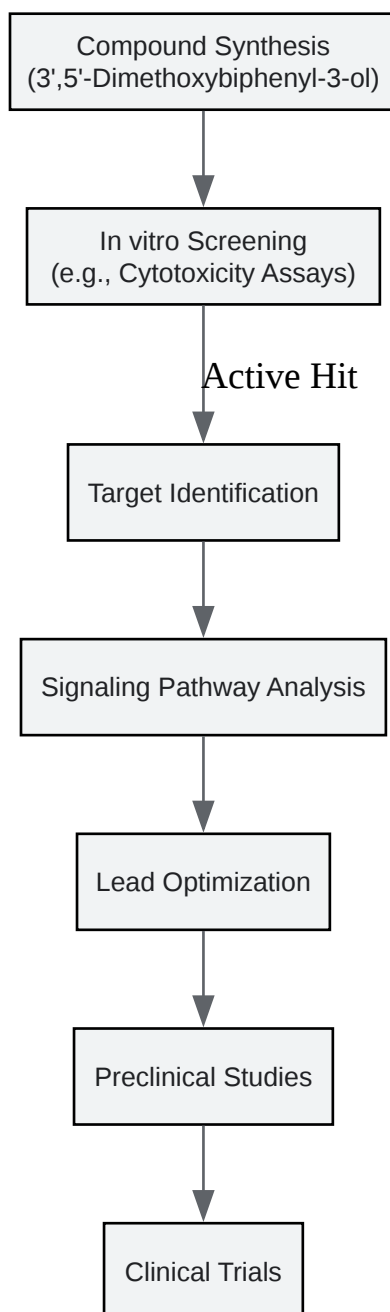 Compound Synthesis
(3',5'-Dimethoxybiphenyl-3-ol)
In vitro Screening
(e.g., Cytotoxicity Assays)
Active Hit
Target Identification
Signaling Pathway Analysis
Lead Optimization
Preclinical Studies
Clinical Trials